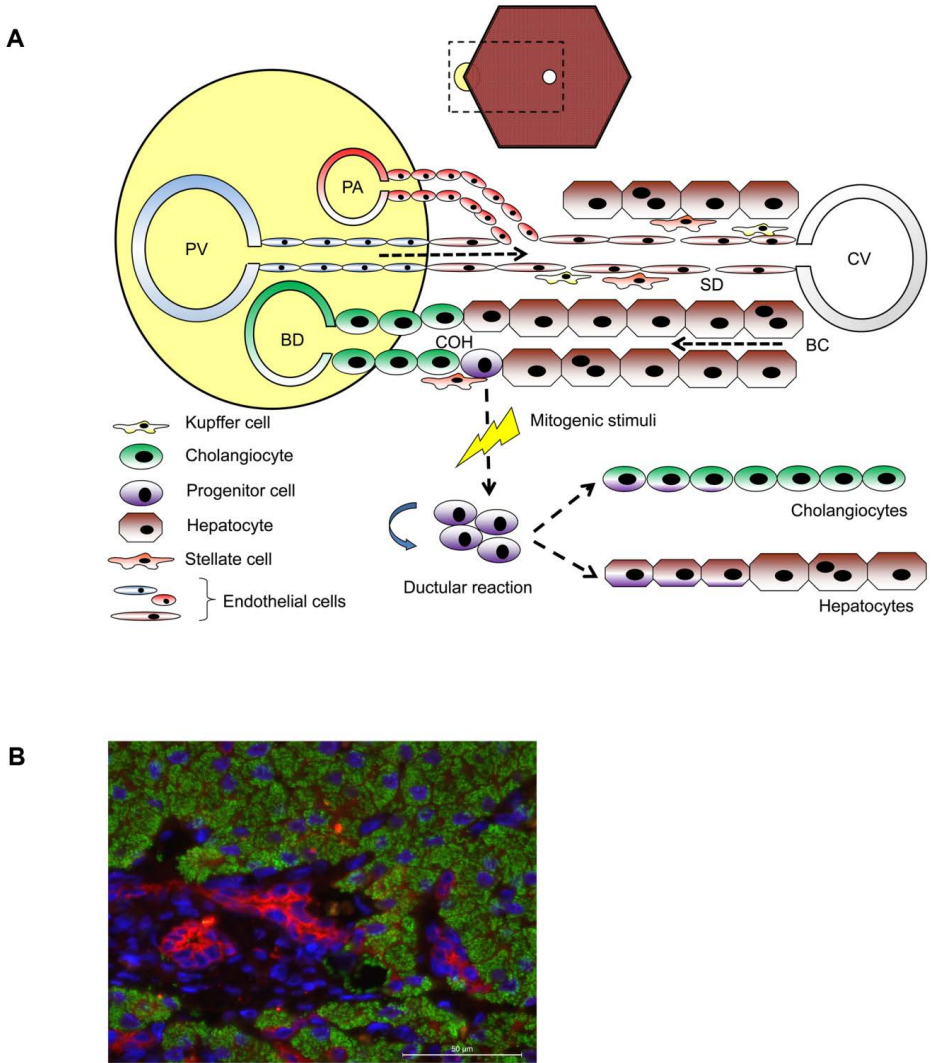 A
PA
PV
CV
SD
BD
COH
BC
Kupffer cell
Mitogenic stimuli
Cholangiocyte
Progenitor cell
Cholangiocytes
Hepatocyte
Stellate cell
Ductular reaction
Endothelial cells
Hepatocytes
B
50 µm